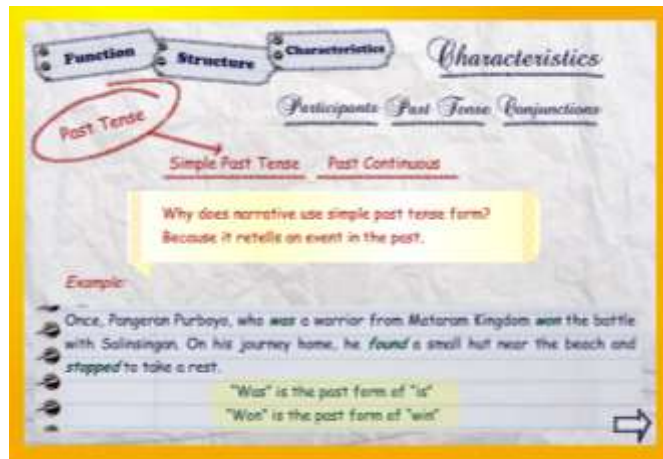 Function Structure Characteristics
Characteristics
Participants Past Tense Conjunctions
Past Tense
Simple Past Tense Past Continuous
Why does narrative use simple past tense form?
Because it retells an event in the past.
Example:
Once, Pangeran Purboyo, who was a warrior from Mataram Kingdom won the battle
with Salinsingan. On his journey home, he found a small hut near the beach and
stopped to take a rest.
"Was" is the past form of "is"
"Won" is the past form of "win"